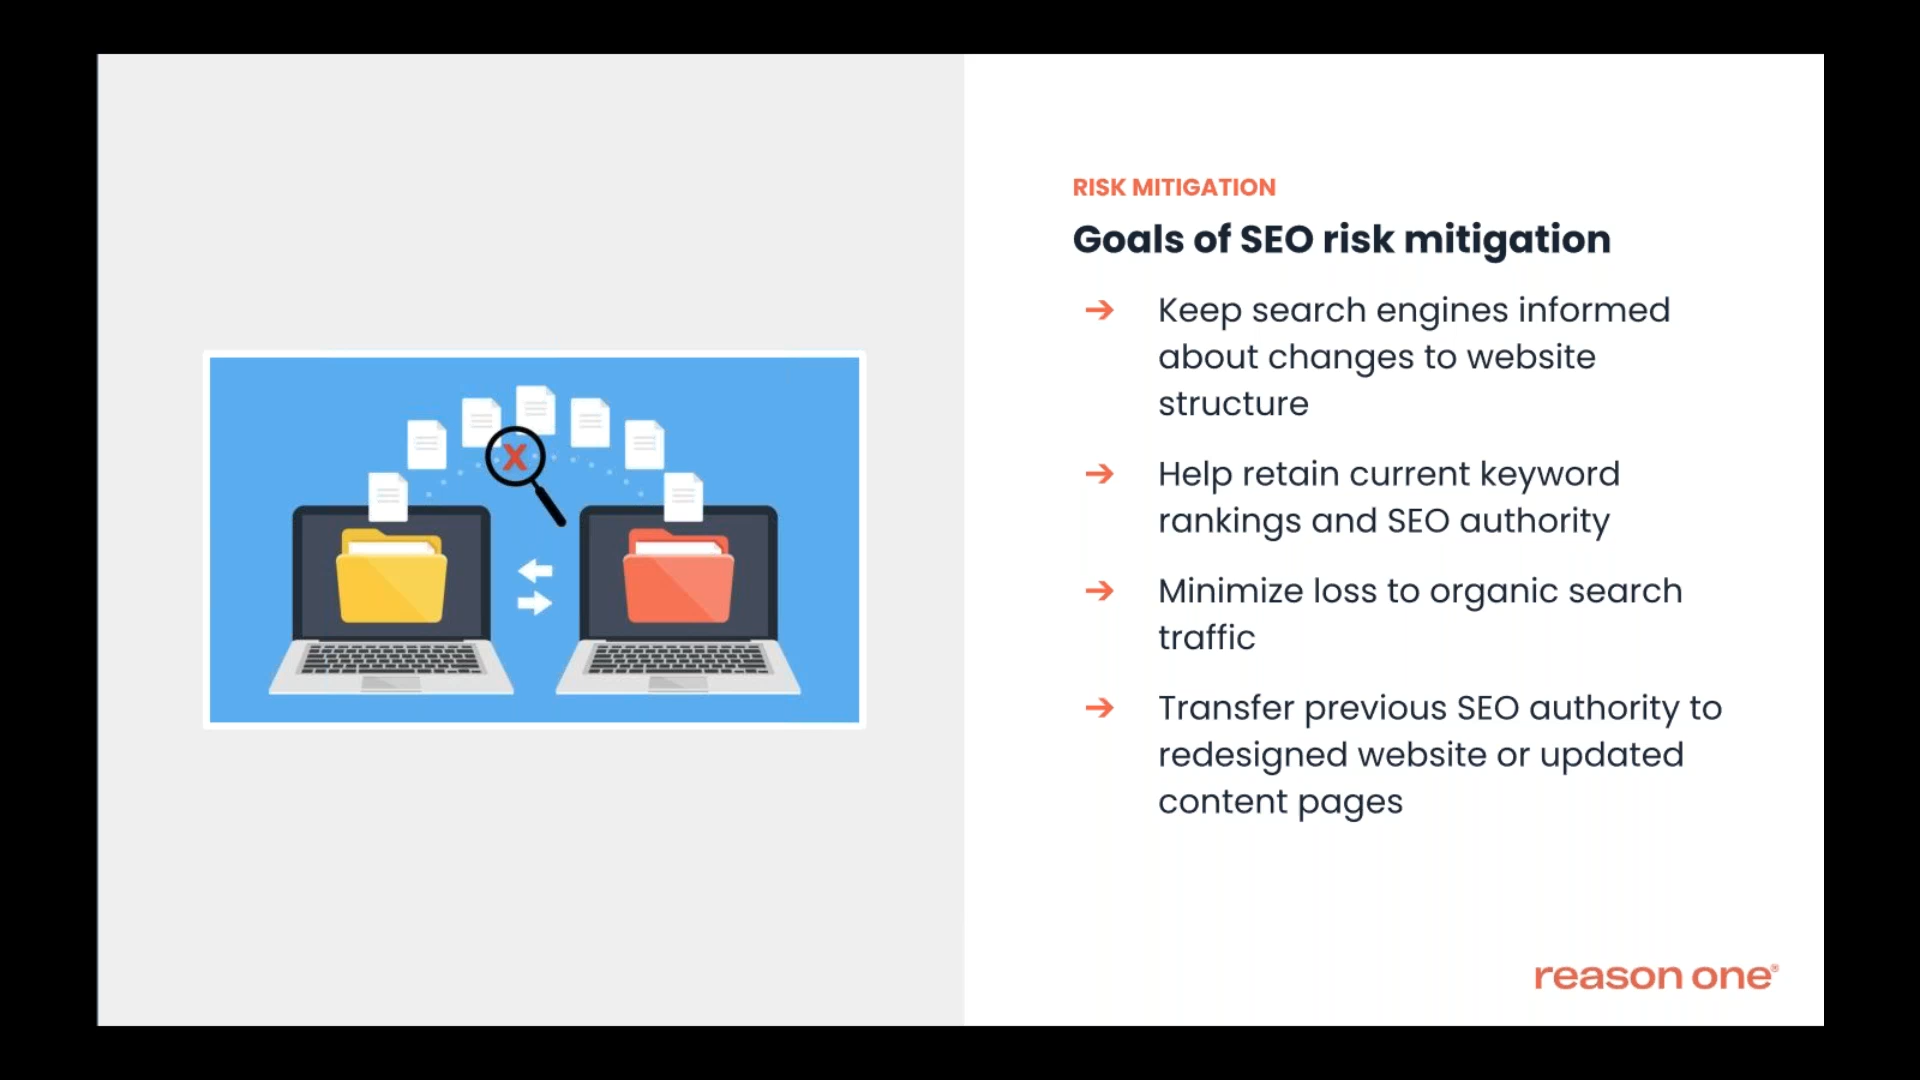 RISK MITIGATION
Goals of SEO risk mitigation
➔ Keep search engines informed
about changes to website
structure
➔ Help retain current keyword
rankings and SEO authority
➔ Minimize loss to organic search
traffic
➔ Transfer previous SEO authority to
redesigned website or updated
content pages
X
reason one®